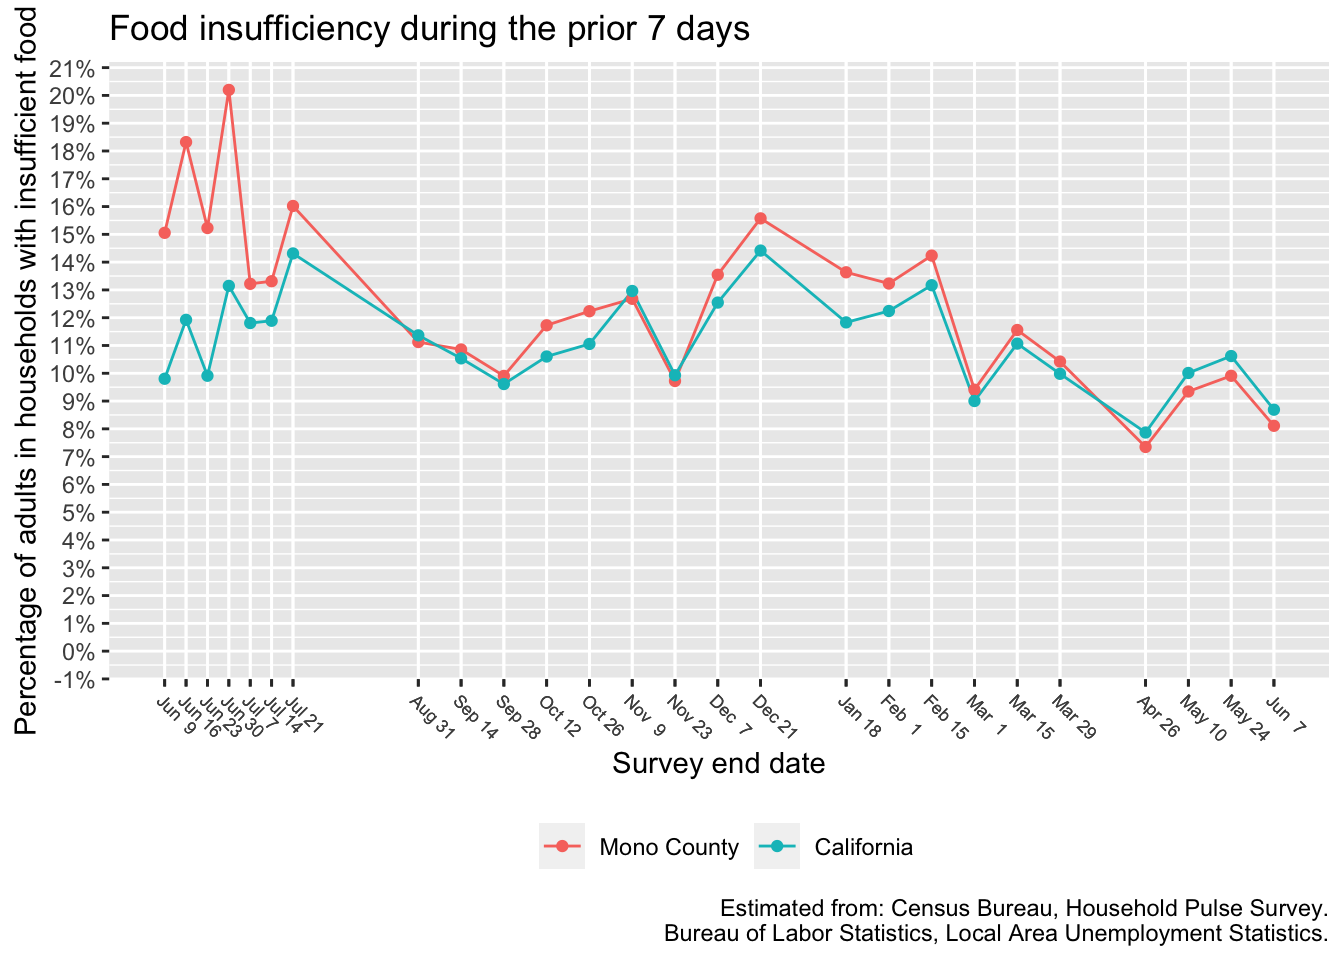 Food insufficiency during the prior 7 days
Percentage of adults in households with insufficient food
21%
20%
19%
18%
17%
16%
15%
14%
13%
12%
11%
10%
9%
8%
7%
6%
5%
4%
3%
2%
1%
0%
-1%
Jun 9
Jun 16
Jun 23
Jun 30
Jul 7
Jul 14
Jul 21
Aug 31
Sep 14
Sep 28
Oct 12
Oct 26
Nov 9
Nov 23
Dec 7
Dec 21
Jan 18
Feb 1
Feb 15
Mar 1
Mar 15
Mar 29
Apr 26
May 10
May 24
Jun 7
Survey end date
Mono County
California
Estimated from: Census Bureau, Household Pulse Survey.
Bureau of Labor Statistics, Local Area Unemployment Statistics.